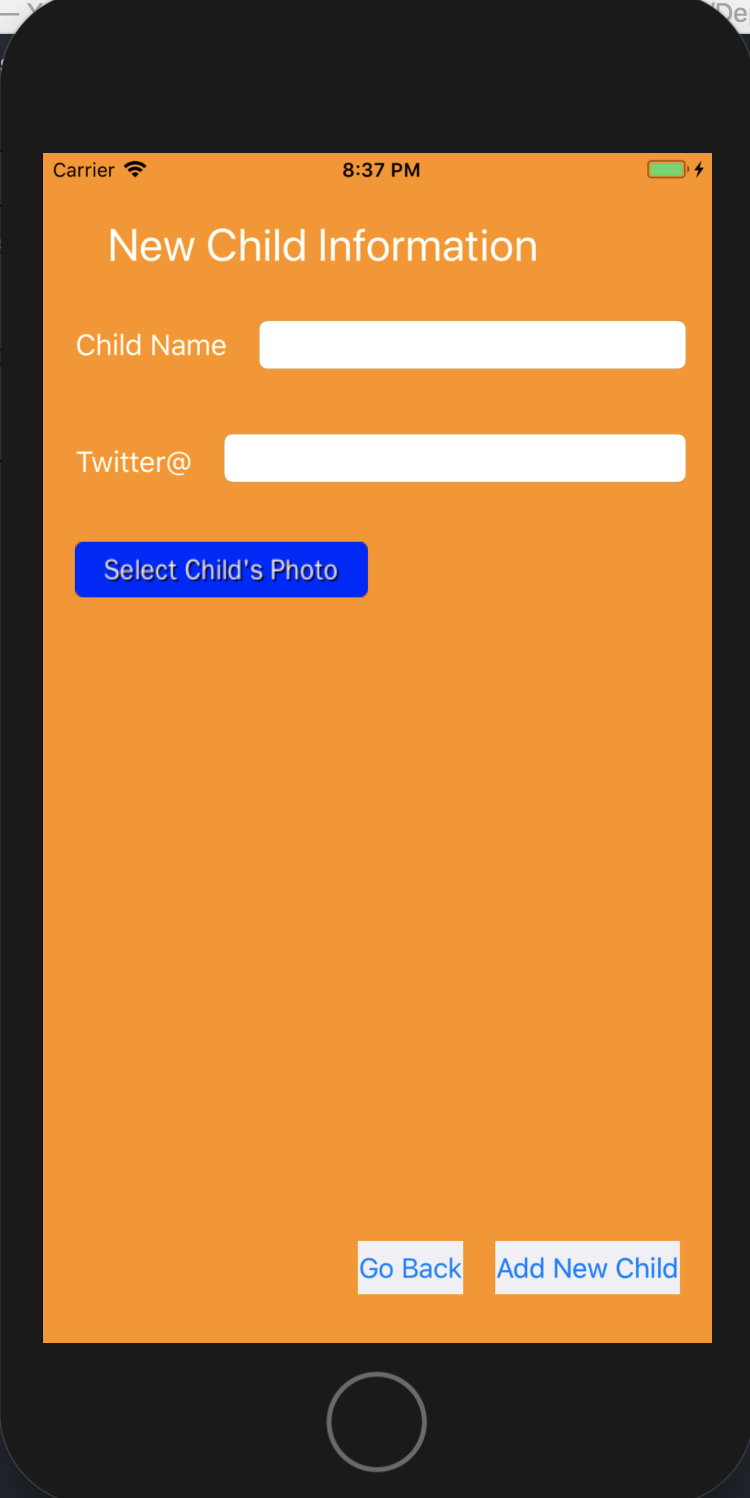 Carrier
8:37 PM
New Child Information
Child Name
Twitter@
Select Child's Photo
Go Back
Add New Child